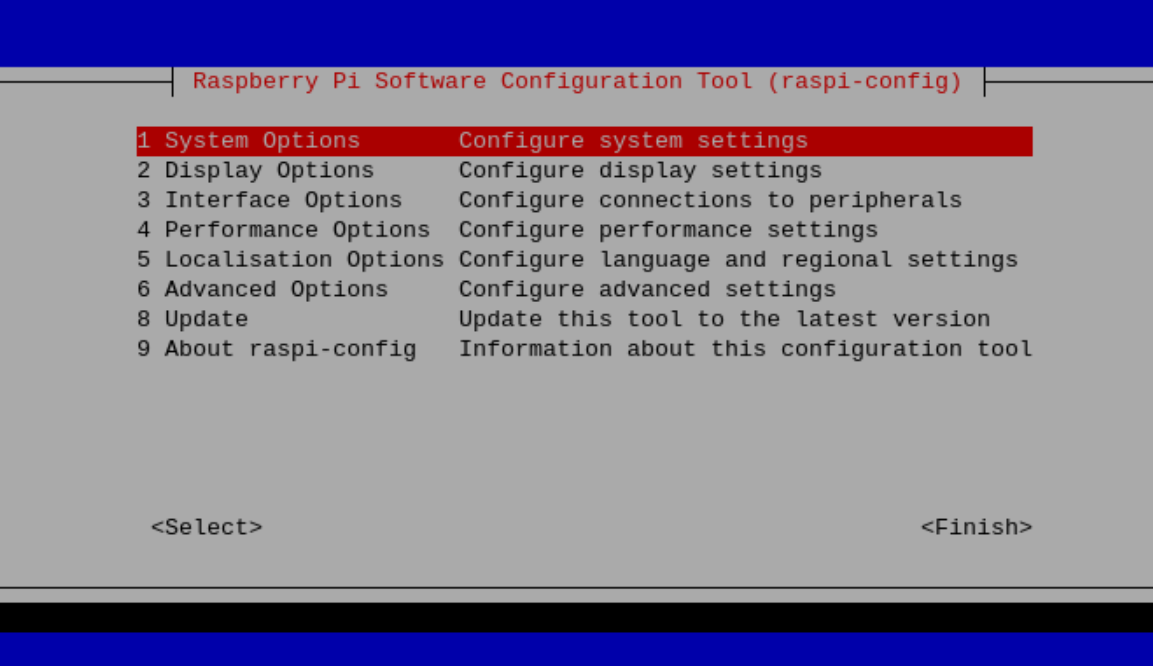 Raspberry Pi Software Configuration Tool (raspi-config)
1 System Options Configure system settings
2 Display Options Configure display settings
3 Interface Options Configure connections to peripherals
4 Performance Options Configure performance settings
5 Localisation Options Configure language and regional settings
6 Advanced Options Configure advanced settings
8 Update Update this tool to the latest version
9 About raspi-config Information about this configuration tool
<Select> <Finish>